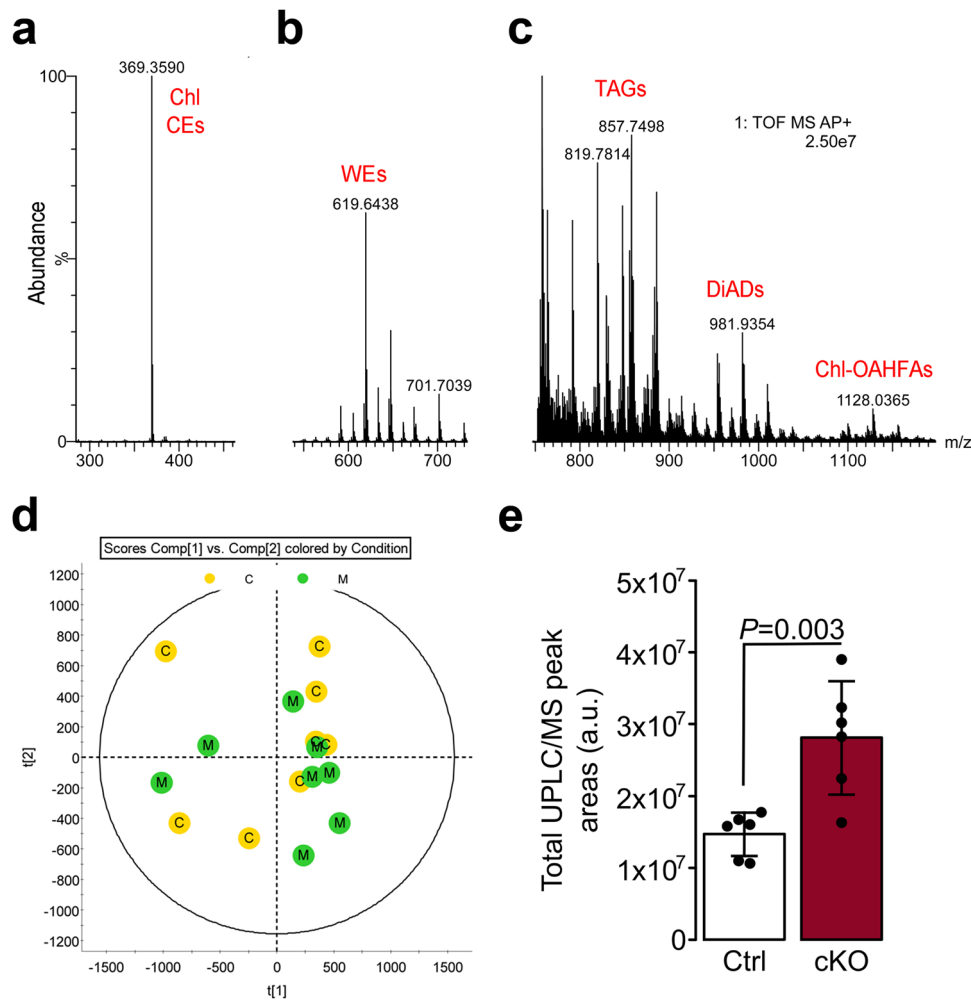 a
b
c
369.3590
100
Chl
CEs
Abundance
%
0
300
400
WEs
619.6438
701.7039
600
700
TAGs
857.7498
819.7814
1: TOF MS AP+
2.50e7
DiADs
981.9354
Chl-OAHFAs
1128.0365
800
900
1000
1100
m/z
d
Scores Comp[1] vs. Comp[2] colored by Condition
C
M
1200
1000
800
600
400
200
0
-200
-400
-600
-800
-1000
-1200
t[2]
C
C
C
M
C
C
M
M
C
M
M
M
C
C
M
M
-1500
-1000
-500
0
500
1000
1500
t[1]
e
Total UPLC/MS peak
areas (a.u.)
5x10⁷
4x10⁷
3x10⁷
2x10⁷
1x10⁷
0
P=0.003
Ctrl
cKO